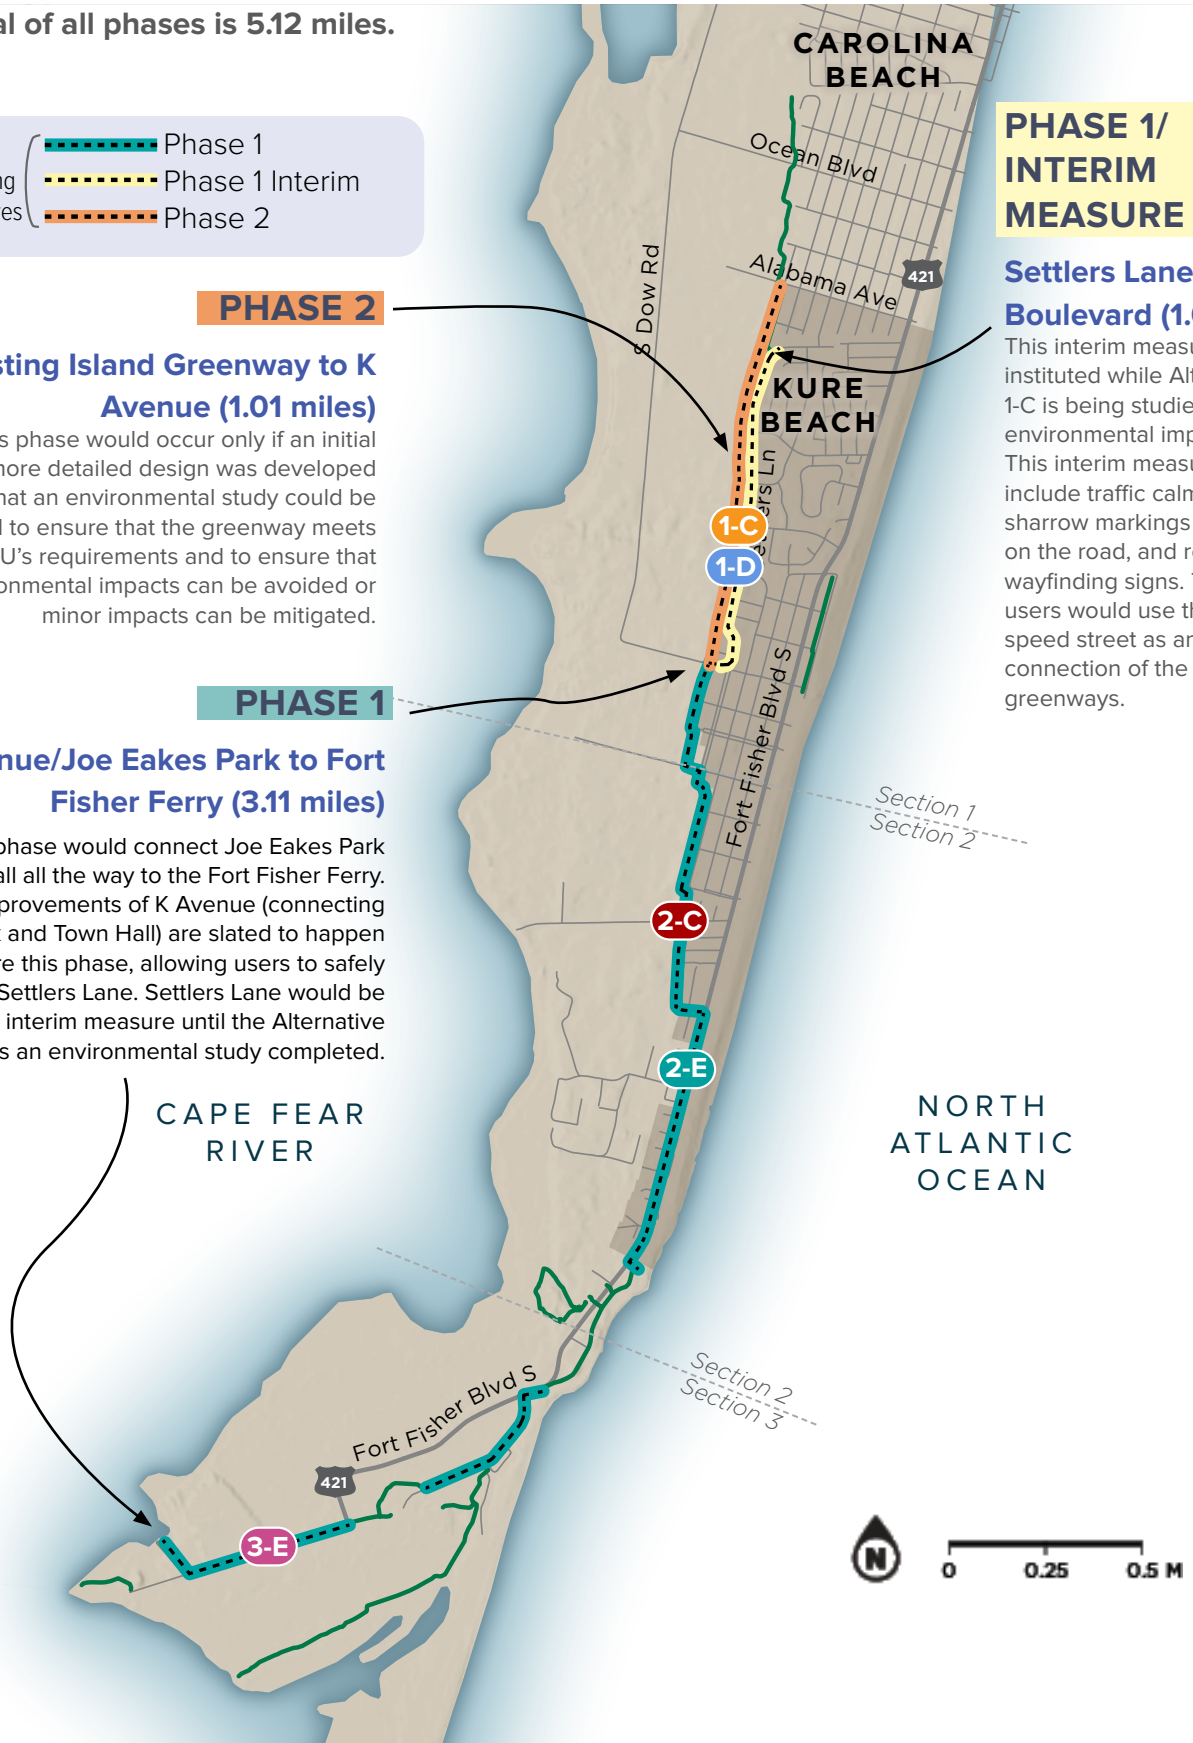 al of all phases is 5.12 miles.
Phase 1
Phase 1 Interim
Phase 2
ng
res
CAROLINA
BEACH
Ocean Blvd
S Dow Rd
Alabama Ave
421
KURE
BEACH
1-C
1-D
Fort Fisher Blvd S
PHASE 2
sting Island Greenway to K
Avenue (1.01 miles)
s phase would occur only if an initial
more detailed design was developed
hat an environmental study could be
d to ensure that the greenway meets
U's requirements and to ensure that
onmental impacts can be avoided or
minor impacts can be mitigated.
PHASE 1
nue/Joe Eakes Park to Fort
Fisher Ferry (3.11 miles)
phase would connect Joe Eakes Park
all all the way to the Fort Fisher Ferry.
provements of K Avenue (connecting
k and Town Hall) are slated to happen
re this phase, allowing users to safely
Settlers Lane. Settlers Lane would be
interim measure until the Alternative
s an environmental study completed.
PHASE 1/
INTERIM
MEASURE
Settlers Lane
Boulevard (1.
This interim measu
instituted while Alt
1-C is being studie
environmental imp
This interim measu
include traffic calm
sharrow markings
on the road, and r
wayfinding signs. T
users would use th
speed street as an
connection of the
greenways.
Section 1
Section 2
2-C
2-E
CAPE FEAR
RIVER
NORTH
ATLANTIC
OCEAN
Section 2
Section 3
Fort Fisher Blvd S
421
3-E
N
0 0.25 0.5 M